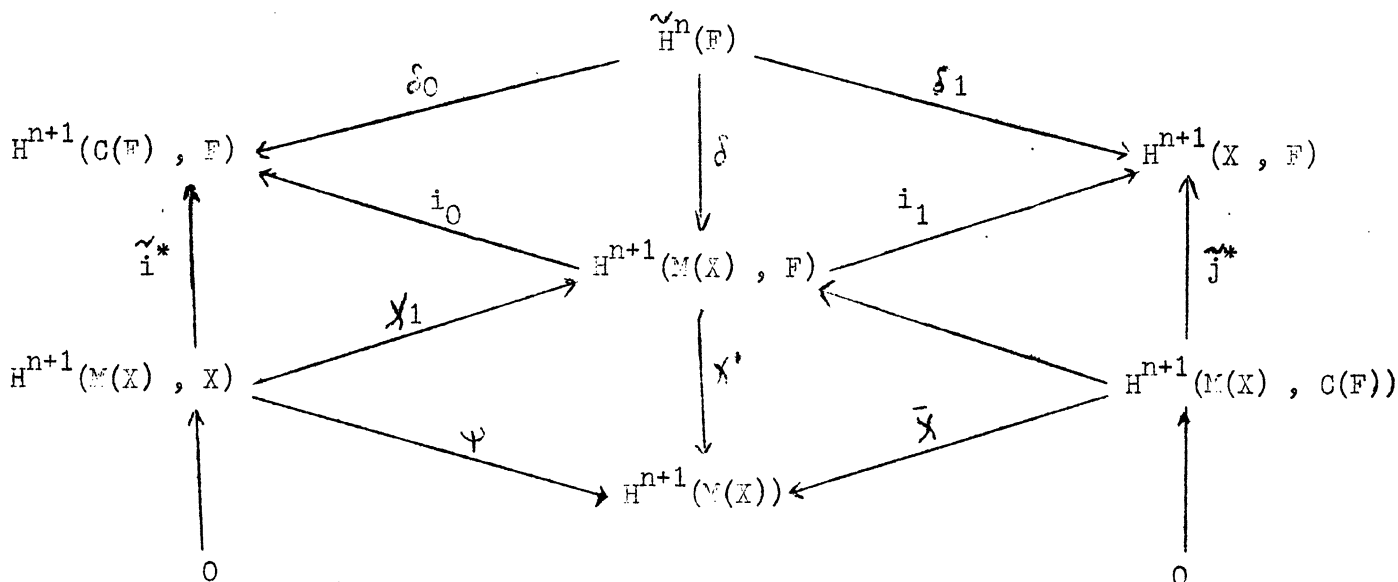 H̃ⁿ(F)
δ0 δ1
Hⁿ⁺¹(C(F) , F) δ Hⁿ⁺¹(X , F)
i₀ i₁
ĩ* Hⁿ⁺¹(M(X) , F) j̃*
χ1
Hⁿ⁺¹(M(X) , X) χ' Hⁿ⁺¹(M(X) , C(F))
ψ χ̄
Hⁿ⁺¹(M(X))
0 0